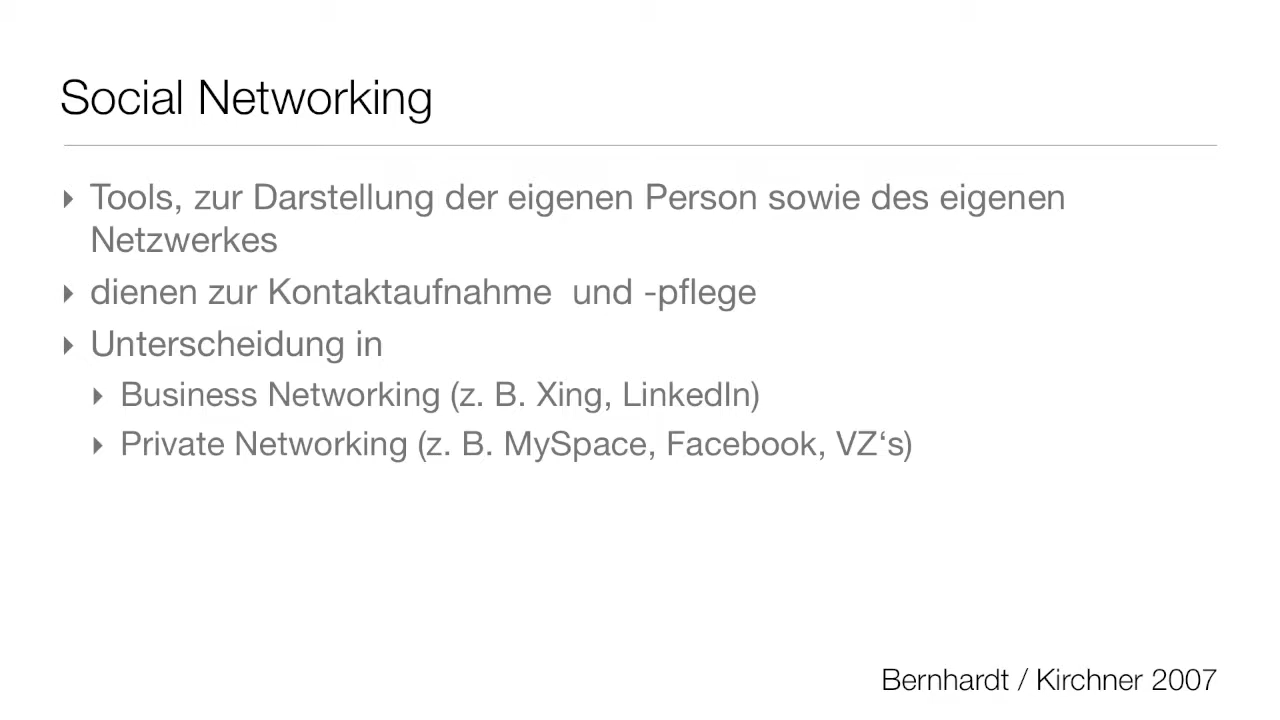 Social Networking
‣ Tools, zur Darstellung der eigenen Person sowie des eigenen
Netzwerkes
‣ dienen zur Kontaktaufnahme  und -pflege
‣ Unterscheidung in
‣ Business Networking (z. B. Xing, LinkedIn)
‣ Private Networking (z. B. MySpace, Facebook, VZ‘s)
Bernhardt / Kirchner 2007